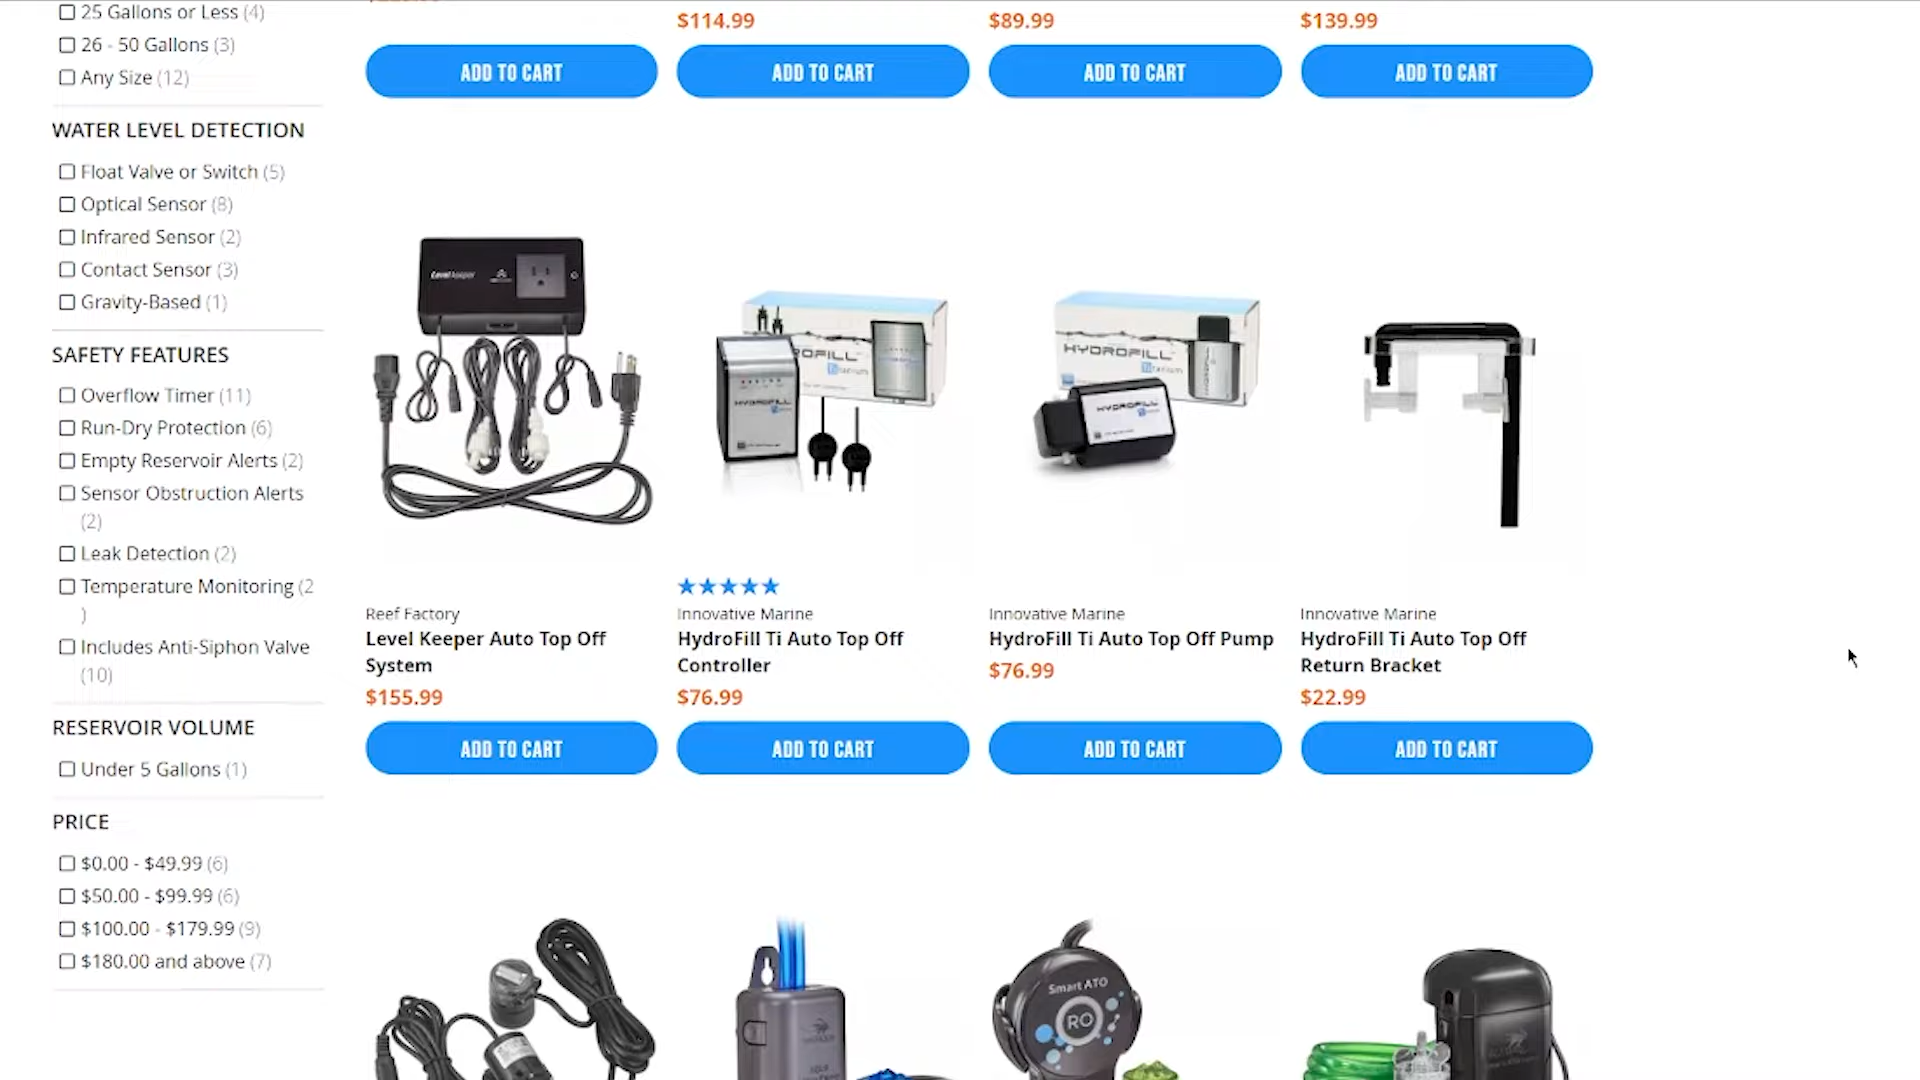 25 Gallons or Less (4)
26 - 50 Gallons (3)
Any Size (12)
WATER LEVEL DETECTION
Float Valve or Switch (5)
Optical Sensor (8)
Infrared Sensor (2)
Contact Sensor (3)
Gravity-Based (1)
SAFETY FEATURES
Overflow Timer (11)
Run-Dry Protection (6)
Empty Reservoir Alerts (2)
Sensor Obstruction Alerts
(2)
Leak Detection (2)
Temperature Monitoring (2
)
Includes Anti-Siphon Valve
(10)
RESERVOIR VOLUME
Under 5 Gallons (1)
PRICE
$0.00 - $49.99 (6)
$50.00 - $99.99 (6)
$100.00 - $179.99 (9)
$180.00 and above (7)
$114.99
$89.99
$139.99
ADD TO CART
ADD TO CART
ADD TO CART
ADD TO CART
Level Keeper
ROFILL
Titanium
HYDROFILL
HYDROFILL
Titanium
HYDROFILL
HYDROFILL
Reef Factory
Level Keeper Auto Top Off
System
$155.99
ADD TO CART
Innovative Marine
HydroFill Ti Auto Top Off
Controller
$76.99
ADD TO CART
Innovative Marine
HydroFill Ti Auto Top Off Pump
$76.99
ADD TO CART
Innovative Marine
HydroFill Ti Auto Top Off
Return Bracket
$22.99
ADD TO CART
Smart ATO
RO